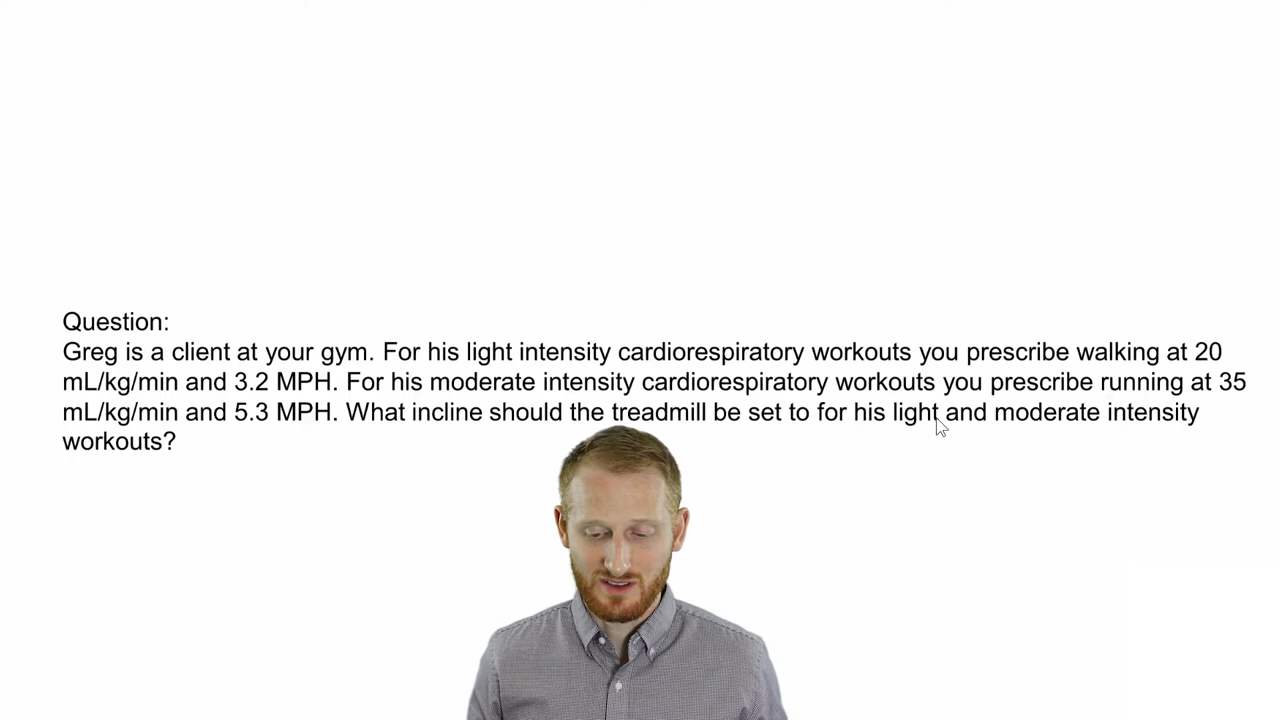 Question:
Greg is a client at your gym. For his light intensity cardiorespiratory workouts you prescribe walking at 20
mL/kg/min and 3.2 MPH. For his moderate intensity cardiorespiratory workouts you prescribe running at 35
mL/kg/min and 5.3 MPH. What incline should the treadmill be set to for his light and moderate intensity
workouts?